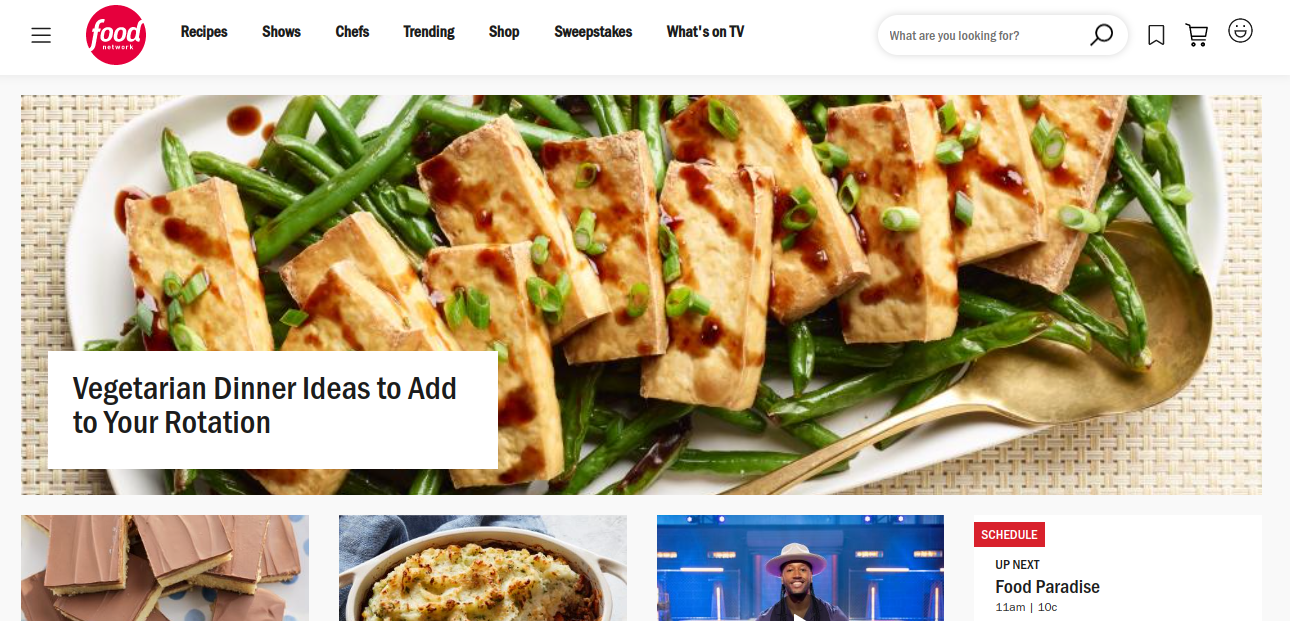 food
network
Recipes
Shows
Chefs
Trending
Shop
Sweepstakes
What's on TV
What are you looking for?
Vegetarian Dinner Ideas to Add
to Your Rotation
SCHEDULE
UP NEXT
Food Paradise
11am | 10c